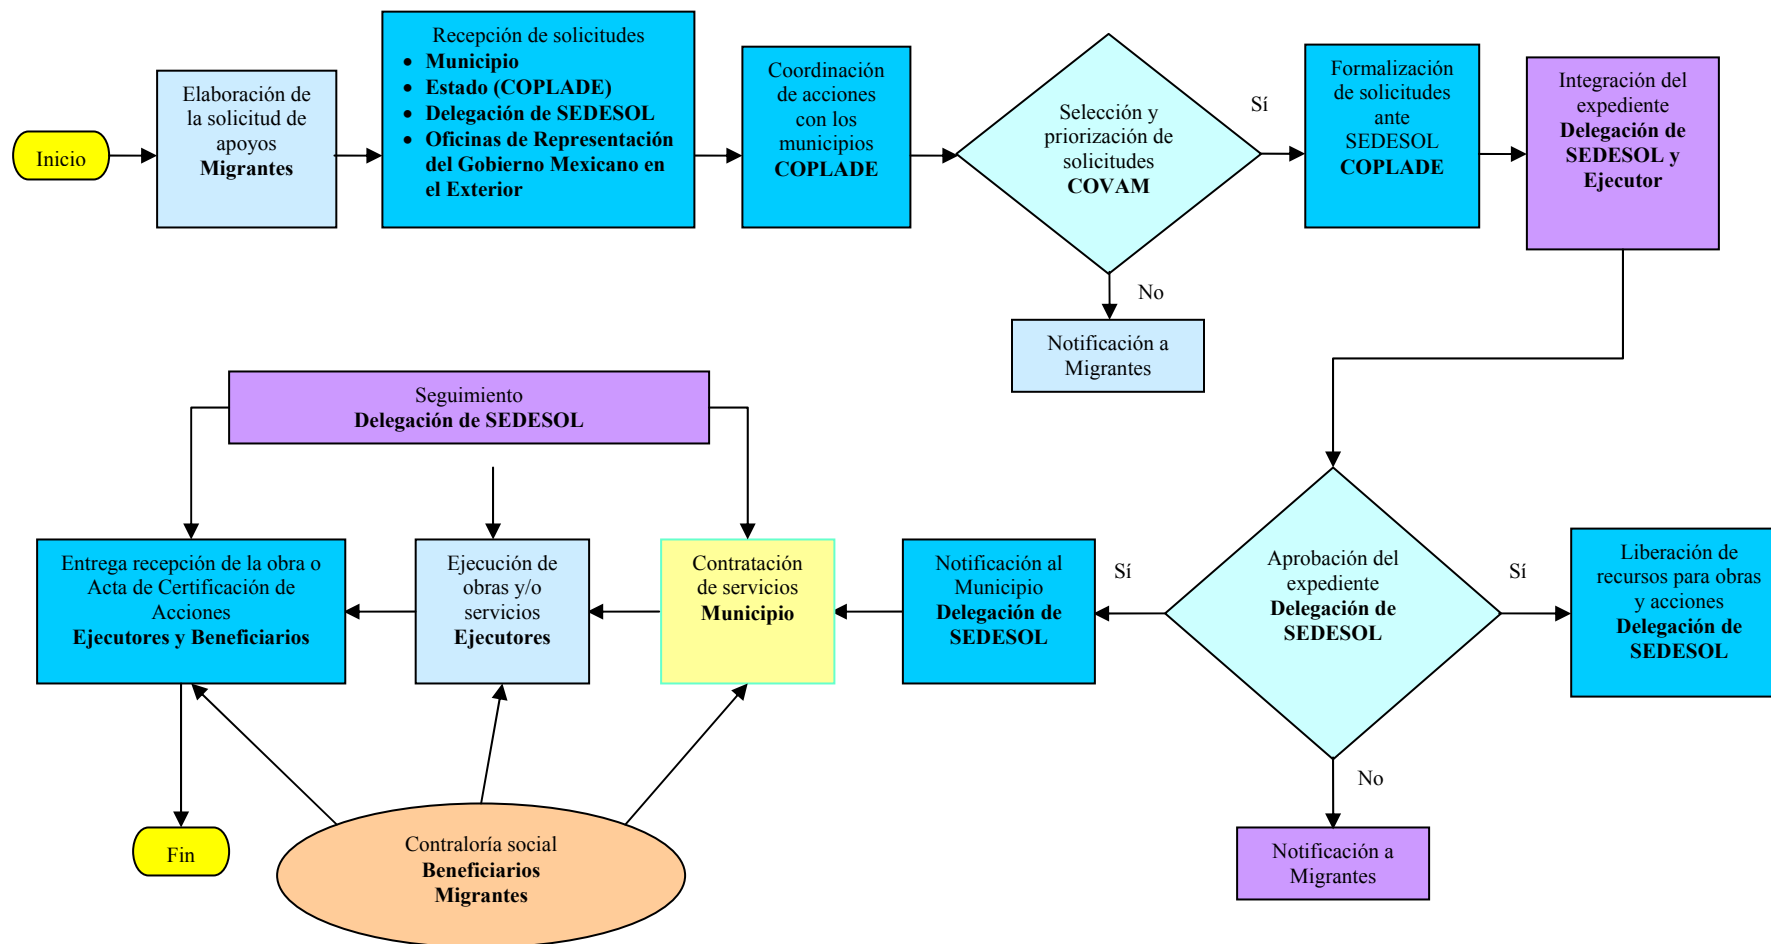 Inicio
Elaboración de
la solicitud de
apoyos
Migrantes
Recepción de solicitudes
• Municipio
• Estado (COPLADE)
• Delegación de SEDESOL
• Oficinas de Representación
del Gobierno Mexicano en
el Exterior
Coordinación
de acciones
con los
municipios
COPLADE
Selección y
priorización de
solicitudes
COVAM
Sí
No
Notificación a
Migrantes
Formalización
de solicitudes
ante
SEDESOL
COPLADE
Integración del
expediente
Delegación de
SEDESOL y
Ejecutor
Aprobación del
expediente
Delegación de
SEDESOL
Sí
Liberación de
recursos para obras
y acciones
Delegación de
SEDESOL
No
Notificación a
Migrantes
Sí
Notificación al
Municipio
Delegación de
SEDESOL
Contratación
de servicios
Municipio
Ejecución de
obras y/o
servicios
Ejecutores
Entrega recepción de la obra o
Acta de Certificación de
Acciones
Ejecutores y Beneficiarios
Seguimiento
Delegación de SEDESOL
Contraloría social
Beneficiarios
Migrantes
Fin